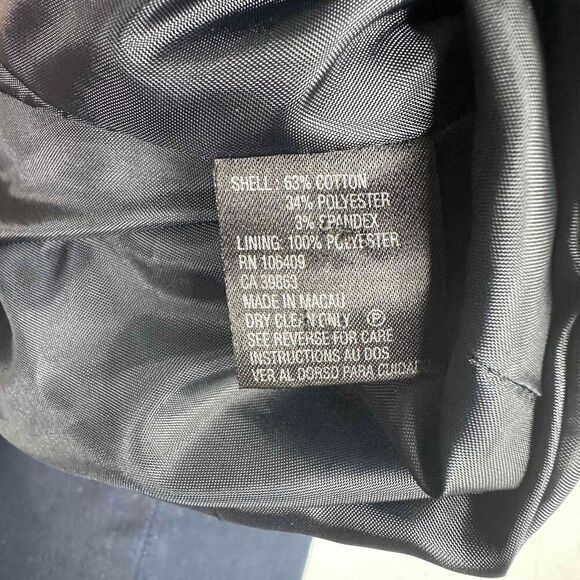 SHELL : 63% COTTON
34% POLYESTER
3% SPANDEX
LINING: 100% POLYESTER
RN 106409
CA 39863
MADE IN MACAU
DRY CLEAN ONLY Ⓟ
SEE REVERSE FOR CARE
INSTRUCTIONS AU DOS
VER AL DORSO PARA CUIDA